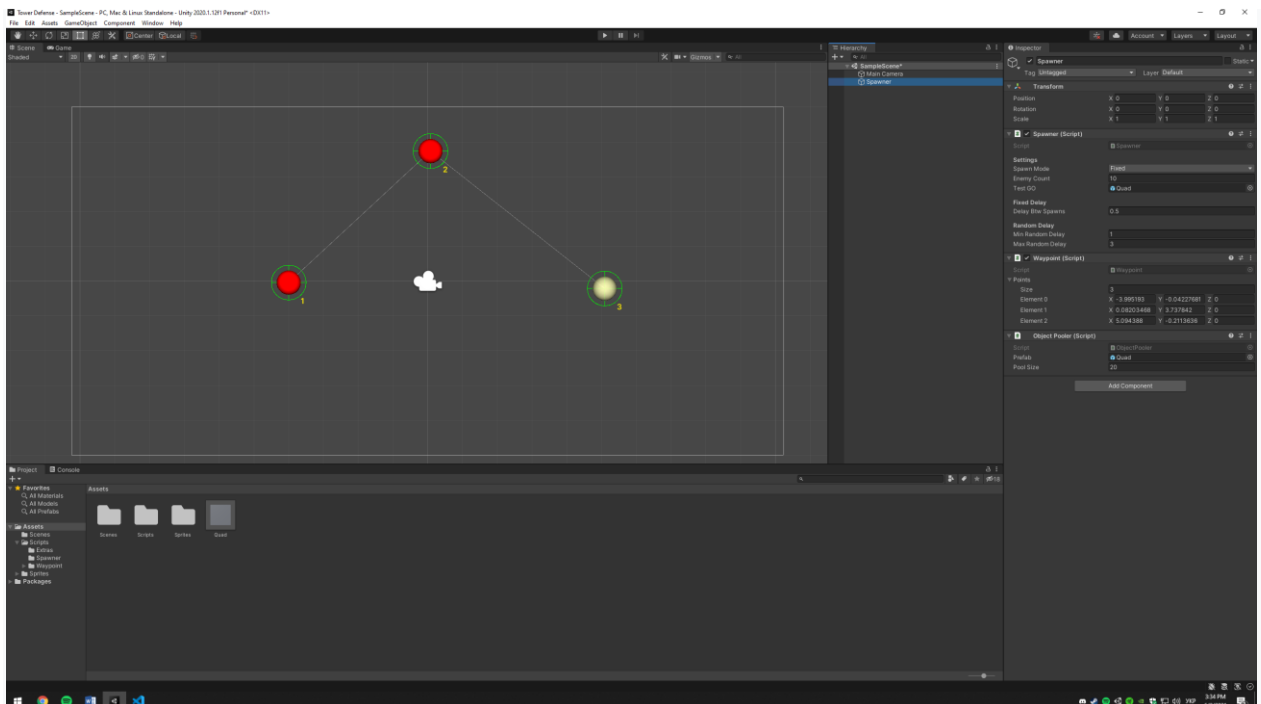 Tower Defense - SampleScene - PC, Mac & Linux Standalone - Unity 2020.1.12f1 Personal* <DX11>
File Edit Assets GameObject Component Window Help
Center Local
Account Layers Layout
Scene Game
Shaded 2D
Gizmos All
2
1
3
Hierarchy
All
SampleScene*
Main Camera
Spawner
Inspector
Spawner Static
Tag Untagged Layer Default
Transform
Position X 0 Y 0 Z 0
Rotation X 0 Y 0 Z 0
Scale X 1 Y 1 Z 1
Spawner (Script)
Script Spawner
Settings
Spawn Mode Fixed
Enemy Count 10
Test GO Quad
Fixed Delay
Delay Btw Spawns 0.5
Random Delay
Min Random Delay 1
Max Random Delay 3
Waypoint (Script)
Script Waypoint
Points
Size 3
Element 0 X -3.995193 Y -0.04227681 Z 0
Element 1 X 0.08203468 Y 3.737842 Z 0
Element 2 X 5.094388 Y -0.2113636 Z 0
Object Pooler (Script)
Script ObjectPooler
Prefab Quad
Pool Size 20
Add Component
Project Console
Favorites
All Materials
All Models
All Prefabs
Assets
Scenes
Scripts
Extras
Spawner
Waypoint
Sprites
Packages
Assets
Scenes Scripts Sprites Quad
УКР 3:34 PM